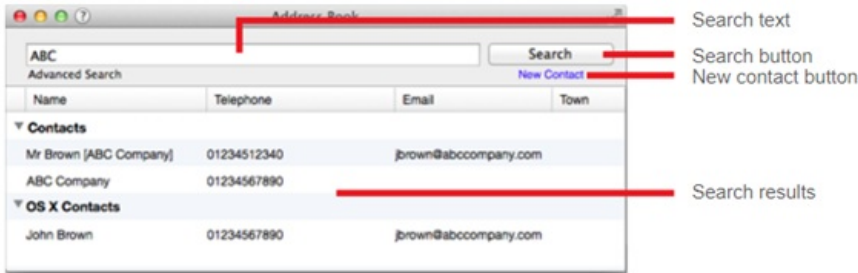 ? Address Book
Search text
ABC Search
Search button
Advanced Search New Contact
New contact button
Name Telephone Email Town
Contacts
Mr Brown [ABC Company] 01234512340 jbrown@abccompany.com
ABC Company 01234567890
Search results
OS X Contacts
John Brown 01234567890 jbrown@abccompany.com